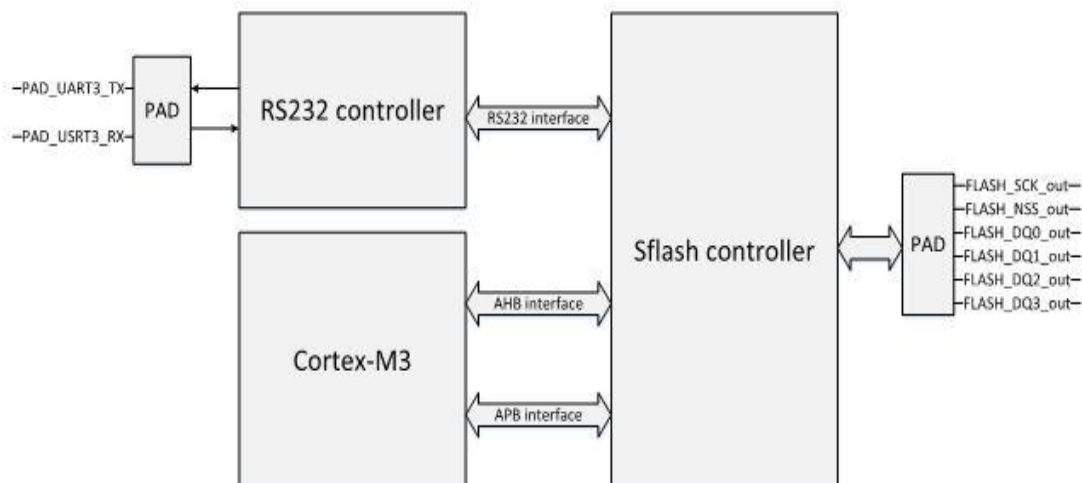 PAD_UART3_TX
PAD_USRT3_RX
PAD
RS232 controller
RS232 interface
Cortex-M3
AHB interface
APB interface
Sflash controller
PAD
FLASH_SCK_out
FLASH_NSS_out
FLASH_DQ0_out
FLASH_DQ1_out
FLASH_DQ2_out
FLASH_DQ3_out